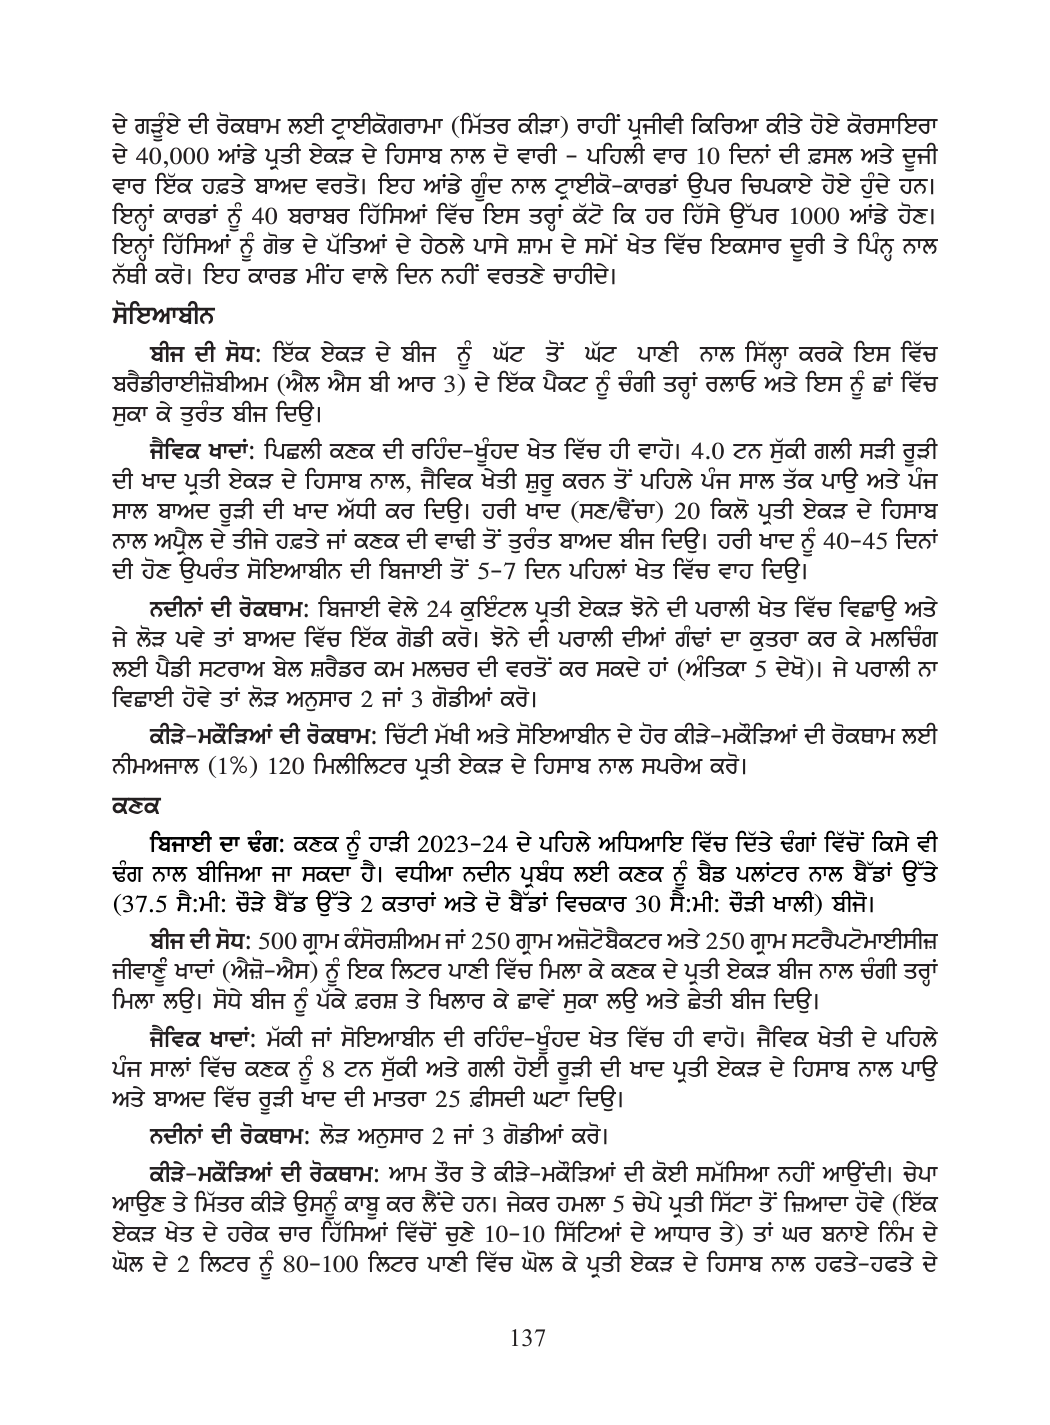 ਦੇ ਗੜੂੰਏ ਦੀ ਰੋਕਥਾਮ ਲਈ ਟ੍ਰਾਈਕੋਗਰਾਮਾ (ਮਿੱਤਰ ਕੀੜਾ) ਰਾਹੀਂ ਪ੍ਰਜੀਵੀ ਕਿਰਿਆ ਕੀਤੇ ਹੋਏ ਕੋਰਸਾਇਰਾ
ਦੇ 40,000 ਆਂਡੇ ਪ੍ਰਤੀ ਏਕੜ ਦੇ ਹਿਸਾਬ ਨਾਲ ਦੋ ਵਾਰੀ - ਪਹਿਲੀ ਵਾਰ 10 ਦਿਨਾਂ ਦੀ ਫ਼ਸਲ ਅਤੇ ਦੂਜੀ
ਵਾਰ ਇੱਕ ਹਫ਼ਤੇ ਬਾਅਦ ਵਰਤੋ। ਇਹ ਆਂਡੇ ਗੂੰਦ ਨਾਲ ਟ੍ਰਾਈਕੋ-ਕਾਰਡਾਂ ਉਪਰ ਚਿਪਕਾਏ ਹੋਏ ਹੁੰਦੇ ਹਨ।
ਇਨ੍ਹਾਂ ਕਾਰਡਾਂ ਨੂੰ 40 ਬਰਾਬਰ ਹਿੱਸਿਆਂ ਵਿੱਚ ਇਸ ਤਰ੍ਹਾਂ ਕੱਟੋ ਕਿ ਹਰ ਹਿੱਸੇ ਉੱਪਰ 1000 ਆਂਡੇ ਹੋਣ।
ਇਨ੍ਹਾਂ ਹਿੱਸਿਆਂ ਨੂੰ ਗੋਭ ਦੇ ਪੱਤਿਆਂ ਦੇ ਹੇਠਲੇ ਪਾਸੇ ਸ਼ਾਮ ਦੇ ਸਮੇਂ ਖੇਤ ਵਿੱਚ ਇਕਸਾਰ ਦੂਰੀ ਤੇ ਪਿੰਨ੍ਹ ਨਾਲ
ਨੱਥੀ ਕਰੋ। ਇਹ ਕਾਰਡ ਮੀਂਹ ਵਾਲੇ ਦਿਨ ਨਹੀਂ ਵਰਤਣੇ ਚਾਹੀਦੇ।
ਸੋਇਆਬੀਨ
ਬੀਜ ਦੀ ਸੋਧ: ਇੱਕ ਏਕੜ ਦੇ ਬੀਜ ਨੂੰ ਘੱਟ ਤੋਂ ਘੱਟ ਪਾਣੀ ਨਾਲ ਸਿੱਲ੍ਹਾ ਕਰਕੇ ਇਸ ਵਿੱਚ
ਬਰੈਡੀਰਾਈਜ਼ੋਬੀਅਮ (ਐਲ ਐਸ ਬੀ ਆਰ 3) ਦੇ ਇੱਕ ਪੈਕਟ ਨੂੰ ਚੰਗੀ ਤਰ੍ਹਾਂ ਰਲਾਓ ਅਤੇ ਇਸ ਨੂੰ ਛਾਂ ਵਿੱਚ
ਸੁਕਾ ਕੇ ਤੁਰੰਤ ਬੀਜ ਦਿਉ।
ਜੈਵਿਕ ਖਾਦਾਂ: ਪਿਛਲੀ ਕਣਕ ਦੀ ਰਹਿੰਦ-ਖੂੰਹਦ ਖੇਤ ਵਿੱਚ ਹੀ ਵਾਹੋ। 4.0 ਟਨ ਸੁੱਕੀ ਗਲੀ ਸੜੀ ਰੂੜੀ
ਦੀ ਖਾਦ ਪ੍ਰਤੀ ਏਕੜ ਦੇ ਹਿਸਾਬ ਨਾਲ, ਜੈਵਿਕ ਖੇਤੀ ਸ਼ੁਰੂ ਕਰਨ ਤੋਂ ਪਹਿਲੇ ਪੰਜ ਸਾਲ ਤੱਕ ਪਾਉ ਅਤੇ ਪੰਜ
ਸਾਲ ਬਾਅਦ ਰੂੜੀ ਦੀ ਖਾਦ ਅੱਧੀ ਕਰ ਦਿਉ। ਹਰੀ ਖਾਦ (ਸਣ/ਢੈਂਚਾ) 20 ਕਿਲੋ ਪ੍ਰਤੀ ਏਕੜ ਦੇ ਹਿਸਾਬ
ਨਾਲ ਅਪ੍ਰੈਲ ਦੇ ਤੀਜੇ ਹਫ਼ਤੇ ਜਾਂ ਕਣਕ ਦੀ ਵਾਢੀ ਤੋਂ ਤੁਰੰਤ ਬਾਅਦ ਬੀਜ ਦਿਉ। ਹਰੀ ਖਾਦ ਨੂੰ 40-45 ਦਿਨਾਂ
ਦੀ ਹੋਣ ਉਪਰੰਤ ਸੋਇਆਬੀਨ ਦੀ ਬਿਜਾਈ ਤੋਂ 5-7 ਦਿਨ ਪਹਿਲਾਂ ਖੇਤ ਵਿੱਚ ਵਾਹ ਦਿਉ।
ਨਦੀਨਾਂ ਦੀ ਰੋਕਥਾਮ: ਬਿਜਾਈ ਵੇਲੇ 24 ਕੁਇੰਟਲ ਪ੍ਰਤੀ ਏਕੜ ਝੋਨੇ ਦੀ ਪਰਾਲੀ ਖੇਤ ਵਿੱਚ ਵਿਛਾਉ ਅਤੇ
ਜੇ ਲੋੜ ਪਵੇ ਤਾਂ ਬਾਅਦ ਵਿੱਚ ਇੱਕ ਗੋਡੀ ਕਰੋ। ਝੋਨੇ ਦੀ ਪਰਾਲੀ ਦੀਆਂ ਗੰਢਾਂ ਦਾ ਕੁਤਰਾ ਕਰ ਕੇ ਮਲਚਿੰਗ
ਲਈ ਪੈਡੀ ਸਟਰਾਅ ਬੇਲ ਸ਼ਰੈਡਰ ਕਮ ਮਲਚਰ ਦੀ ਵਰਤੋਂ ਕਰ ਸਕਦੇ ਹਾਂ (ਅੰਤਿਕਾ 5 ਦੇਖੋ)। ਜੇ ਪਰਾਲੀ ਨਾ
ਵਿਛਾਈ ਹੋਵੇ ਤਾਂ ਲੋੜ ਅਨੁਸਾਰ 2 ਜਾਂ 3 ਗੋਡੀਆਂ ਕਰੋ।
ਕੀੜੇ-ਮਕੌੜਿਆਂ ਦੀ ਰੋਕਥਾਮ: ਚਿੱਟੀ ਮੱਖੀ ਅਤੇ ਸੋਇਆਬੀਨ ਦੇ ਹੋਰ ਕੀੜੇ-ਮਕੌੜਿਆਂ ਦੀ ਰੋਕਥਾਮ ਲਈ
ਨੀਮਅਜਾਲ (1%) 120 ਮਿਲੀਲਿਟਰ ਪ੍ਰਤੀ ਏਕੜ ਦੇ ਹਿਸਾਬ ਨਾਲ ਸਪਰੇਅ ਕਰੋ।
ਕਣਕ
ਬਿਜਾਈ ਦਾ ਢੰਗ: ਕਣਕ ਨੂੰ ਹਾੜੀ 2023-24 ਦੇ ਪਹਿਲੇ ਅਧਿਆਇ ਵਿੱਚ ਦਿੱਤੇ ਢੰਗਾਂ ਵਿੱਚੋਂ ਕਿਸੇ ਵੀ
ਢੰਗ ਨਾਲ ਬੀਜਿਆ ਜਾ ਸਕਦਾ ਹੈ। ਵਧੀਆ ਨਦੀਨ ਪ੍ਰਬੰਧ ਲਈ ਕਣਕ ਨੂੰ ਬੈਡ ਪਲਾਂਟਰ ਨਾਲ ਬੈੱਡਾਂ ਉੱਤੇ
(37.5 ਸੈ:ਮੀ: ਚੌੜੇ ਬੈੱਡ ਉੱਤੇ 2 ਕਤਾਰਾਂ ਅਤੇ ਦੋ ਬੈੱਡਾਂ ਵਿਚਕਾਰ 30 ਸੈ:ਮੀ: ਚੌੜੀ ਖਾਲੀ) ਬੀਜੋ।
ਬੀਜ ਦੀ ਸੋਧ: 500 ਗ੍ਰਾਮ ਕੰਸੋਰਸ਼ੀਅਮ ਜਾਂ 250 ਗ੍ਰਾਮ ਅਜ਼ੋਟੋਬੈਕਟਰ ਅਤੇ 250 ਗ੍ਰਾਮ ਸਟਰੈਪਟੋਮਾਈਸੀਜ਼
ਜੀਵਾਣੂੰ ਖਾਦਾਂ (ਐਜ਼ੋ-ਐਸ) ਨੂੰ ਇਕ ਲਿਟਰ ਪਾਣੀ ਵਿੱਚ ਮਿਲਾ ਕੇ ਕਣਕ ਦੇ ਪ੍ਰਤੀ ਏਕੜ ਬੀਜ ਨਾਲ ਚੰਗੀ ਤਰ੍ਹਾਂ
ਮਿਲਾ ਲਉ। ਸੋਧੇ ਬੀਜ ਨੂੰ ਪੱਕੇ ਫ਼ਰਸ਼ ਤੇ ਖਿਲਾਰ ਕੇ ਛਾਵੇਂ ਸੁਕਾ ਲਉ ਅਤੇ ਛੇਤੀ ਬੀਜ ਦਿਉ।
ਜੈਵਿਕ ਖਾਦਾਂ: ਮੱਕੀ ਜਾਂ ਸੋਇਆਬੀਨ ਦੀ ਰਹਿੰਦ-ਖੂੰਹਦ ਖੇਤ ਵਿੱਚ ਹੀ ਵਾਹੋ। ਜੈਵਿਕ ਖੇਤੀ ਦੇ ਪਹਿਲੇ
ਪੰਜ ਸਾਲਾਂ ਵਿੱਚ ਕਣਕ ਨੂੰ 8 ਟਨ ਸੁੱਕੀ ਅਤੇ ਗਲੀ ਹੋਈ ਰੂੜੀ ਦੀ ਖਾਦ ਪ੍ਰਤੀ ਏਕੜ ਦੇ ਹਿਸਾਬ ਨਾਲ ਪਾਉ
ਅਤੇ ਬਾਅਦ ਵਿੱਚ ਰੂੜੀ ਖਾਦ ਦੀ ਮਾਤਰਾ 25 ਫ਼ੀਸਦੀ ਘਟਾ ਦਿਉ।
ਨਦੀਨਾਂ ਦੀ ਰੋਕਥਾਮ: ਲੋੜ ਅਨੁਸਾਰ 2 ਜਾਂ 3 ਗੋਡੀਆਂ ਕਰੋ।
ਕੀੜੇ-ਮਕੌੜਿਆਂ ਦੀ ਰੋਕਥਾਮ: ਆਮ ਤੌਰ ਤੇ ਕੀੜੇ-ਮਕੌੜਿਆਂ ਦੀ ਕੋਈ ਸਮੱਸਿਆ ਨਹੀਂ ਆਉਂਦੀ। ਚੇਪਾ
ਆਉਣ ਤੇ ਮਿੱਤਰ ਕੀੜੇ ਉਸਨੂੰ ਕਾਬੂ ਕਰ ਲੈਂਦੇ ਹਨ। ਜੇਕਰ ਹਮਲਾ 5 ਚੇਪੇ ਪ੍ਰਤੀ ਸਿੱਟਾ ਤੋਂ ਜ਼ਿਆਦਾ ਹੋਵੇ (ਇੱਕ
ਏਕੜ ਖੇਤ ਦੇ ਹਰੇਕ ਚਾਰ ਹਿੱਸਿਆਂ ਵਿੱਚੋਂ ਚੁਣੇ 10-10 ਸਿੱਟਿਆਂ ਦੇ ਆਧਾਰ ਤੇ) ਤਾਂ ਘਰ ਬਨਾਏ ਨਿੰਮ ਦੇ
ਘੋਲ ਦੇ 2 ਲਿਟਰ ਨੂੰ 80-100 ਲਿਟਰ ਪਾਣੀ ਵਿੱਚ ਘੋਲ ਕੇ ਪ੍ਰਤੀ ਏਕੜ ਦੇ ਹਿਸਾਬ ਨਾਲ ਹਫਤੇ-ਹਫਤੇ ਦੇ
137